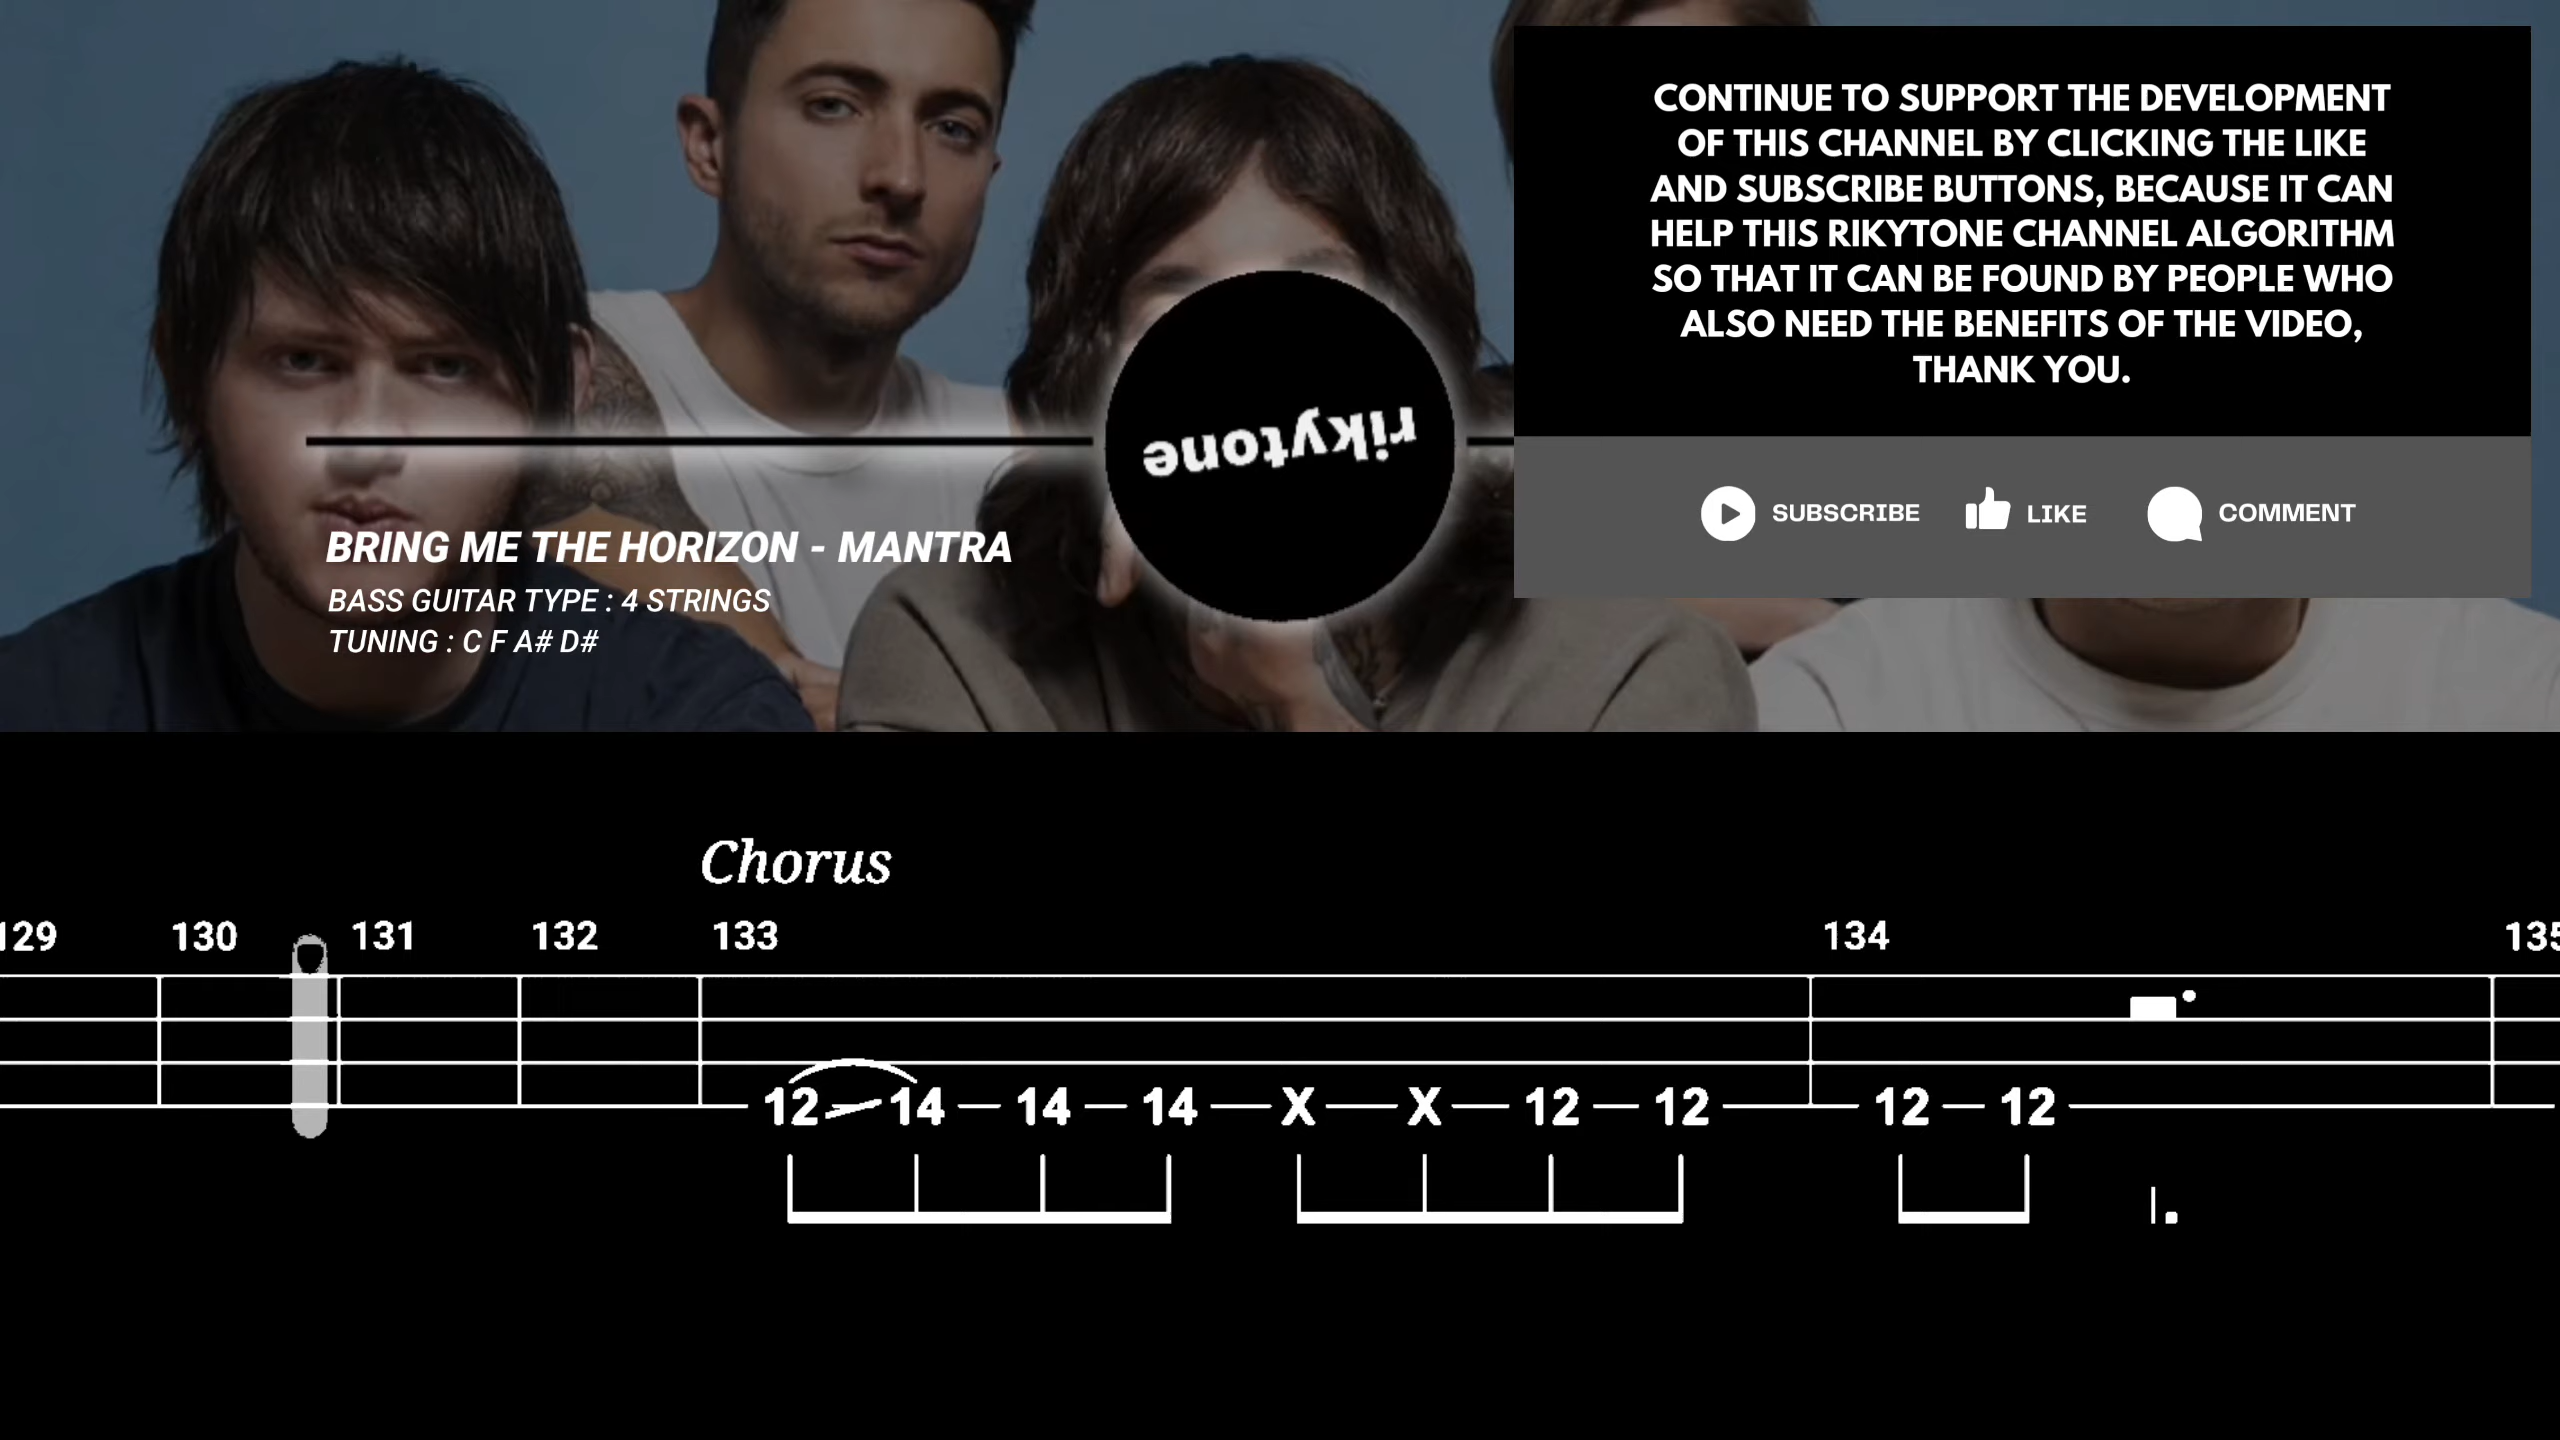 CONTINUE TO SUPPORT THE DEVELOPMENT
OF THIS CHANNEL BY CLICKING THE LIKE
AND SUBSCRIBE BUTTONS, BECAUSE IT CAN
HELP THIS RIKYTONE CHANNEL ALGORITHM
SO THAT IT CAN BE FOUND BY PEOPLE WHO
ALSO NEED THE BENEFITS OF THE VIDEO,
THANK YOU.
rikytone
SUBSCRIBE LIKE COMMENT
BRING ME THE HORIZON - MANTRA
BASS GUITAR TYPE : 4 STRINGS
TUNING : C F A# D#
Chorus
129 130 131 132 133 134 135
12 14 14 14 X X 12 12 12 12